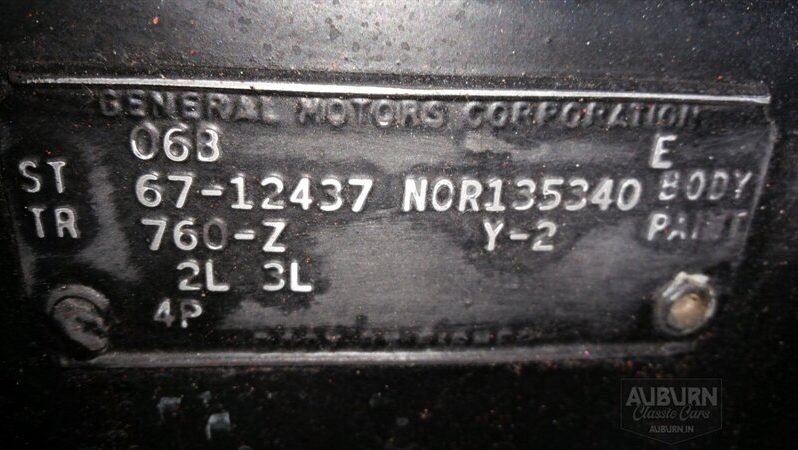 GENERAL MOTORS CORPORATION
06B E
ST 67-12437 NOR135340 BODY
TR 760-Z Y-2 PAINT
2L 3L
4P
AUBURN
Classic Cars
AUBURN.IN